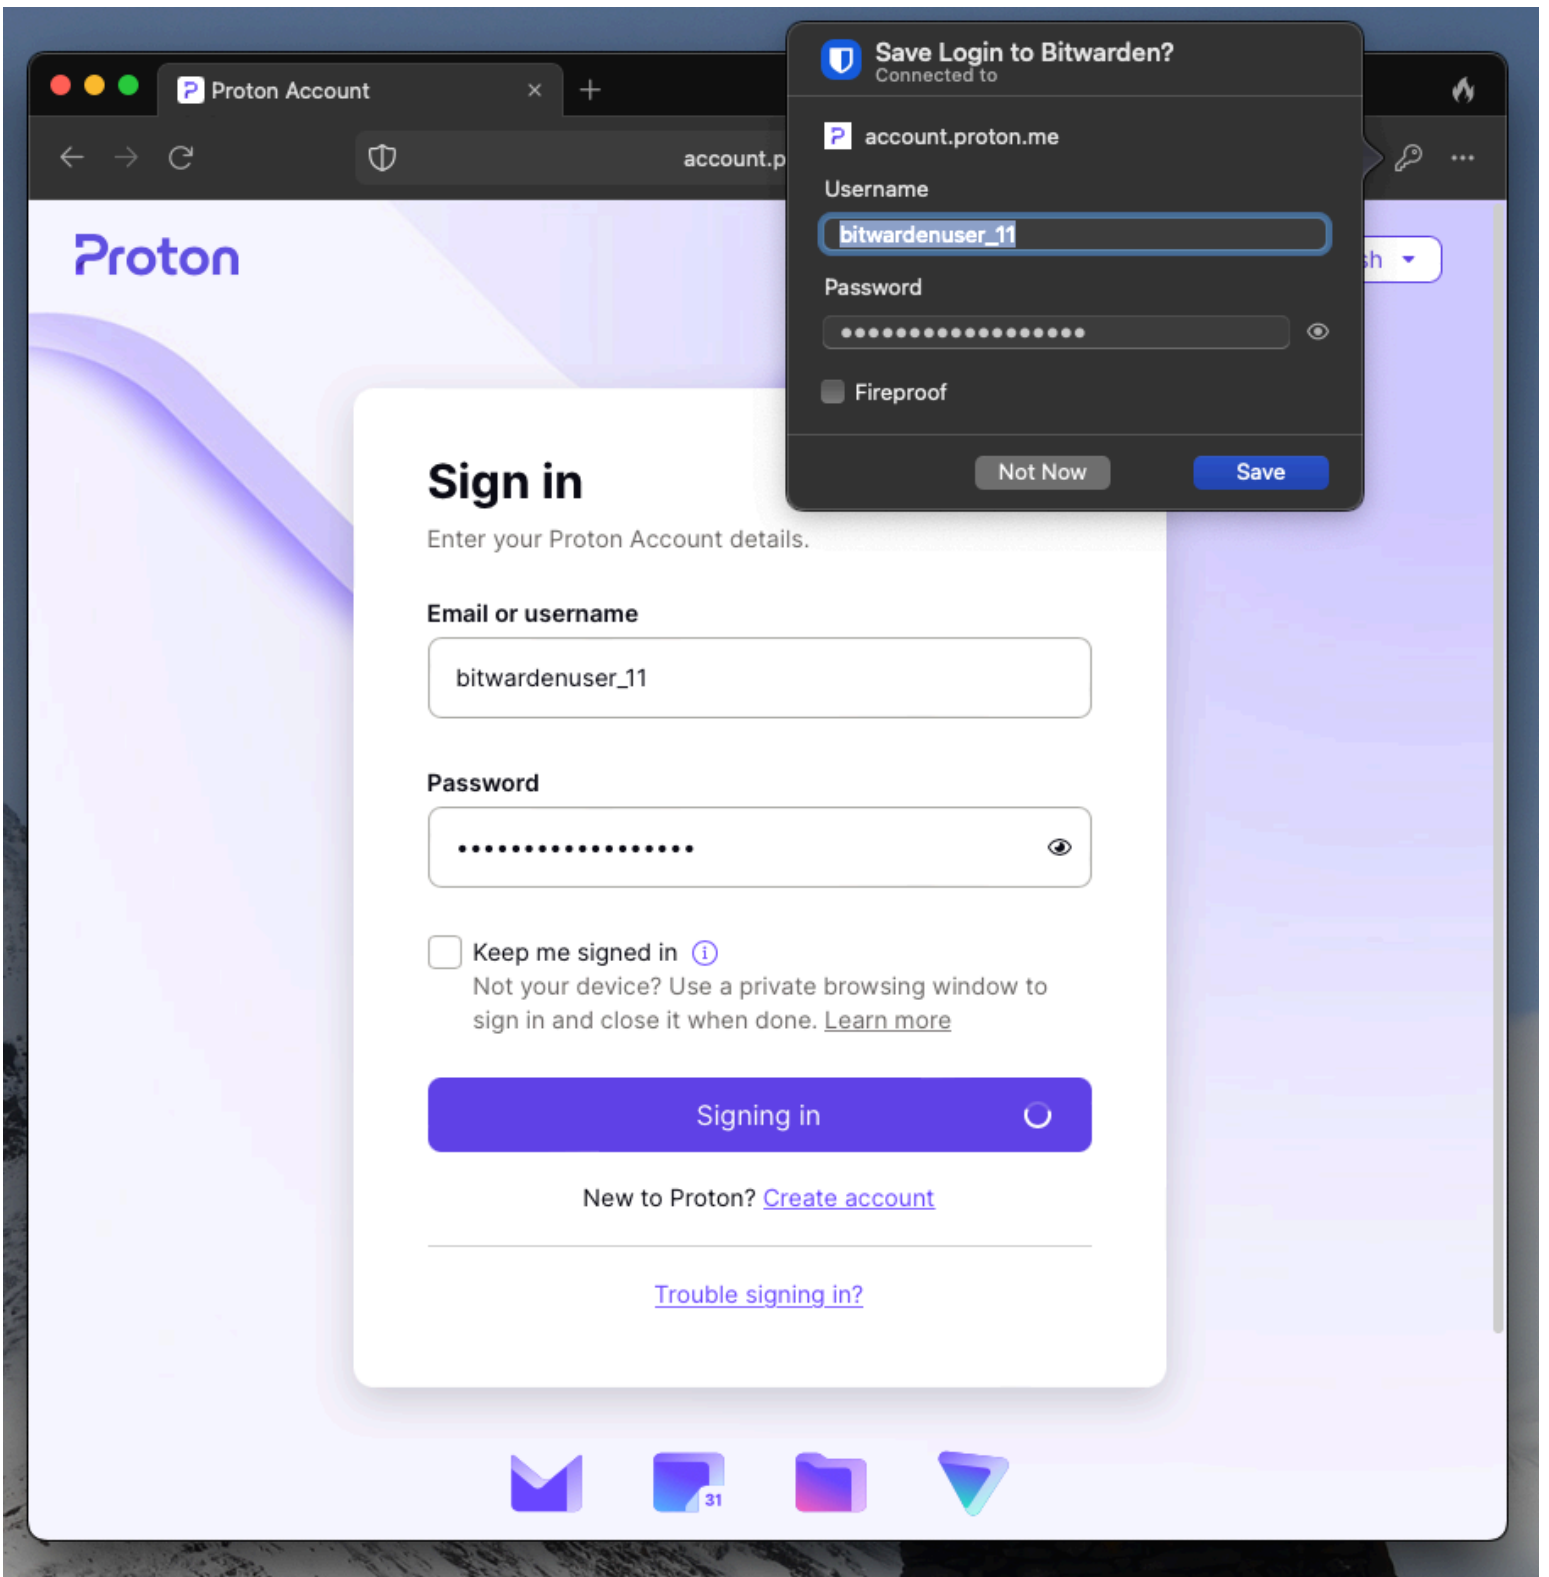 Proton Account
account.p
Save Login to Bitwarden?
Connected to
account.proton.me
Username
bitwardenuser_11
Password
••••••••••••••••••
Fireproof
Not Now
Save
Proton
sh
Sign in
Enter your Proton Account details.
Email or username
bitwardenuser_11
Password
••••••••••••••••••
Keep me signed in
Not your device? Use a private browsing window to
sign in and close it when done. Learn more
Signing in
New to Proton? Create account
Trouble signing in?
31